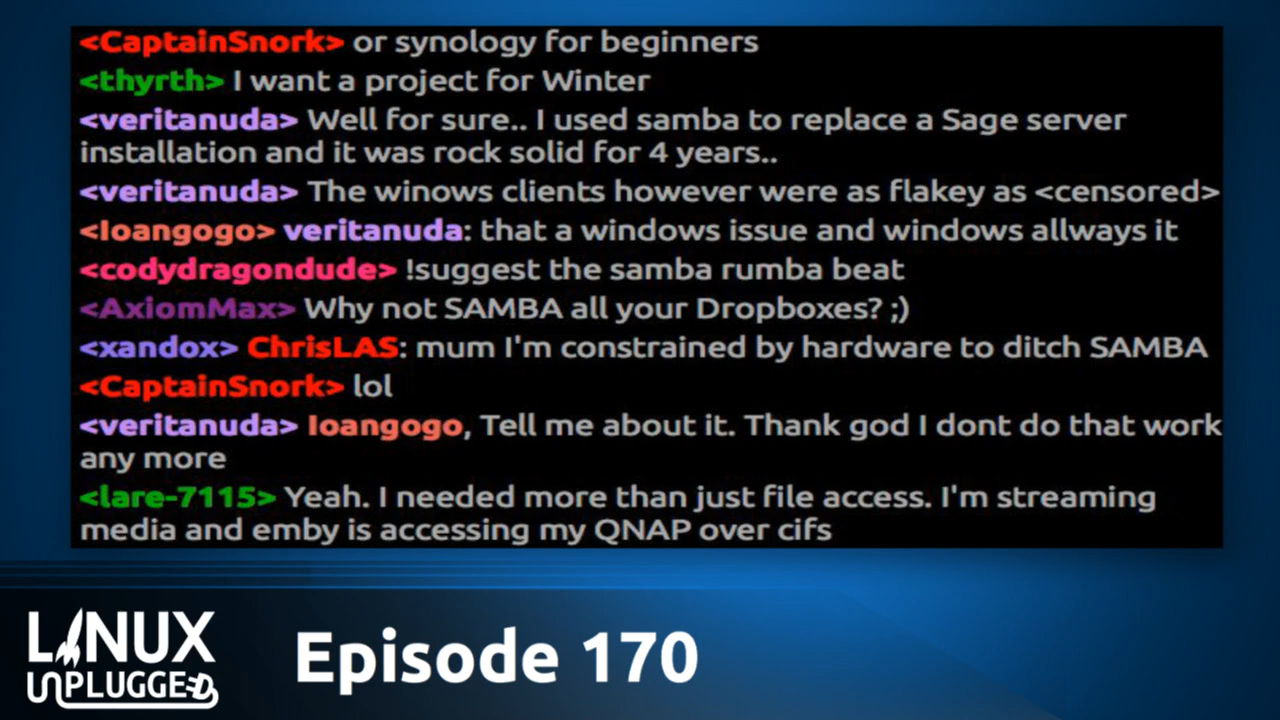 <CaptainSnork> or synology for beginners
<thyrth> I want a project for Winter
<veritanuda> Well for sure.. I used samba to replace a Sage server
installation and it was rock solid for 4 years..
<veritanuda> The winows clients however were as flakey as <censored>
<Ioangogo> veritanuda: that a windows issue and windows allways it
<codydragondude> !suggest the samba rumba beat
<AxiomMax> Why not SAMBA all your Dropboxes? ;)
<xandox> ChrisLAS: mum I'm constrained by hardware to ditch SAMBA
<CaptainSnork> lol
<veritanuda> Ioangogo, Tell me about it. Thank god I dont do that work
any more
<lare-7115> Yeah. I needed more than just file access. I'm streaming
media and emby is accessing my QNAP over cifs
LINUX
UNPLUGGED
Episode 170